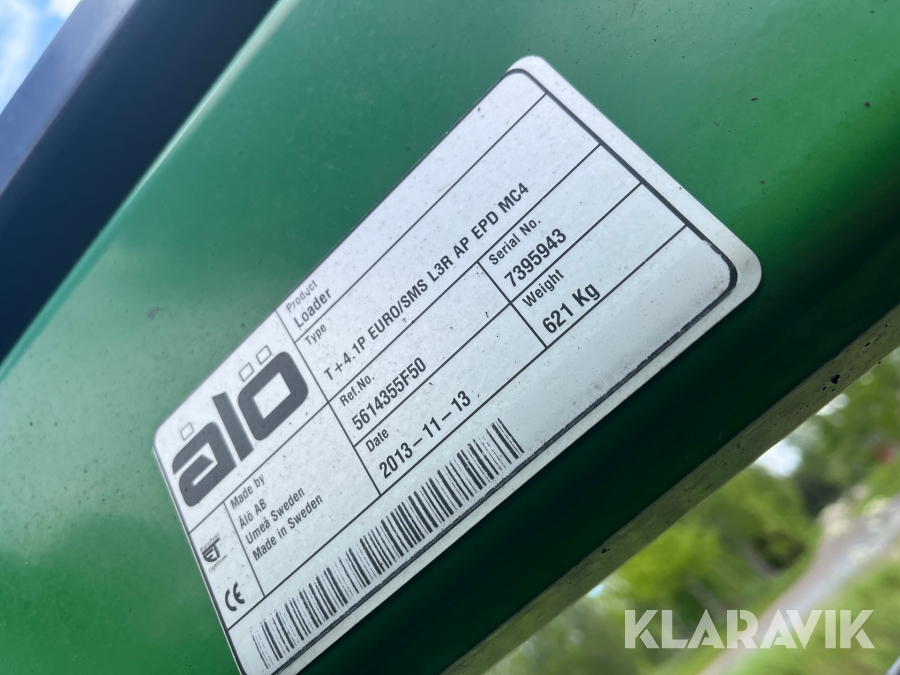 Product
Loader
Type
T+4.1P EURO/SMS L3R AP EPD MC4
Ref.No.
5614355F50
Serial No.
7395943
Date
2013-11-13
Weight
621 Kg
ålö
Made by
Ålö AB
Umeå Sweden
Made in Sweden
CE
KLARAVIK